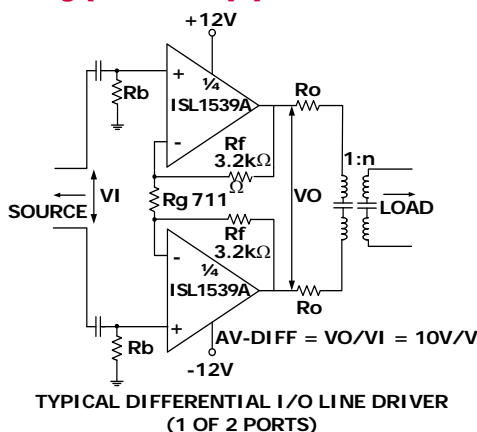 +12V
+
¼
ISL1539A
Rb
-
Ro
Rf
3.2kΩ
Ω
1:n
VI
SOURCE
Rg 711
VO
LOAD
Rf
3.2kΩ
-
¼
ISL1539A
+
Ro
Rb
AV-DIFF = VO/VI = 10V/V
-12V
TYPICAL DIFFERENTIAL I/O LINE DRIVER
(1 OF 2 PORTS)